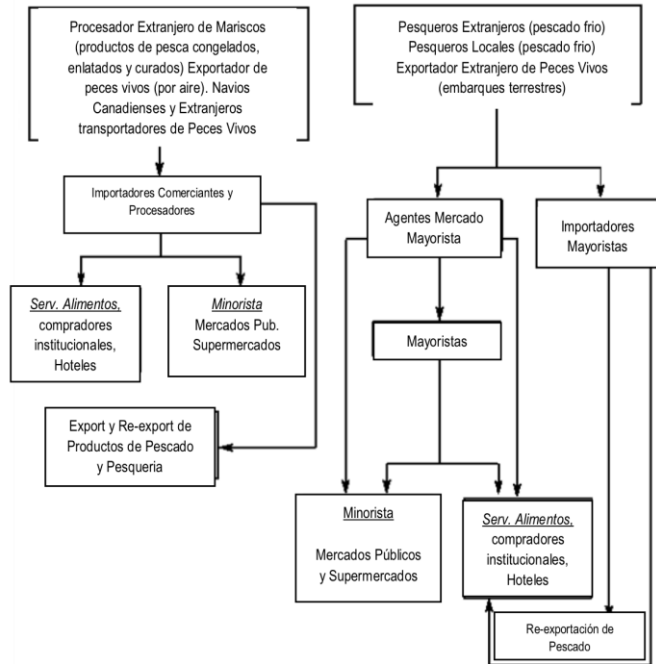 Procesador Extranjero de Mariscos
(productos de pesca congelados,
enlatados y curados) Exportador de
peces vivos (por aire). Navios
Canadienses y Extranjeros
transportadores de Peces Vivos
Pesqueros Extranjeros (pescado frio)
Pesqueros Locales (pescado frio)
Exportador Extranjero de Peces Vivos
(embarques terrestres)
Importadores Comerciantes y
Procesadores
Agentes Mercado
Mayorista
Importadores
Mayoristas
Serv. Alimentos,
compradores
institucionales,
Hoteles
Minorista
Mercados Pub.
Supermercados
Mayoristas
Export y Re-export de
Productos de Pescado
y Pesqueria
Minorista
Mercados Públicos
y Supermercados
Serv. Alimentos,
compradores
institucionales,
Hoteles
Re-exportación de
Pescado